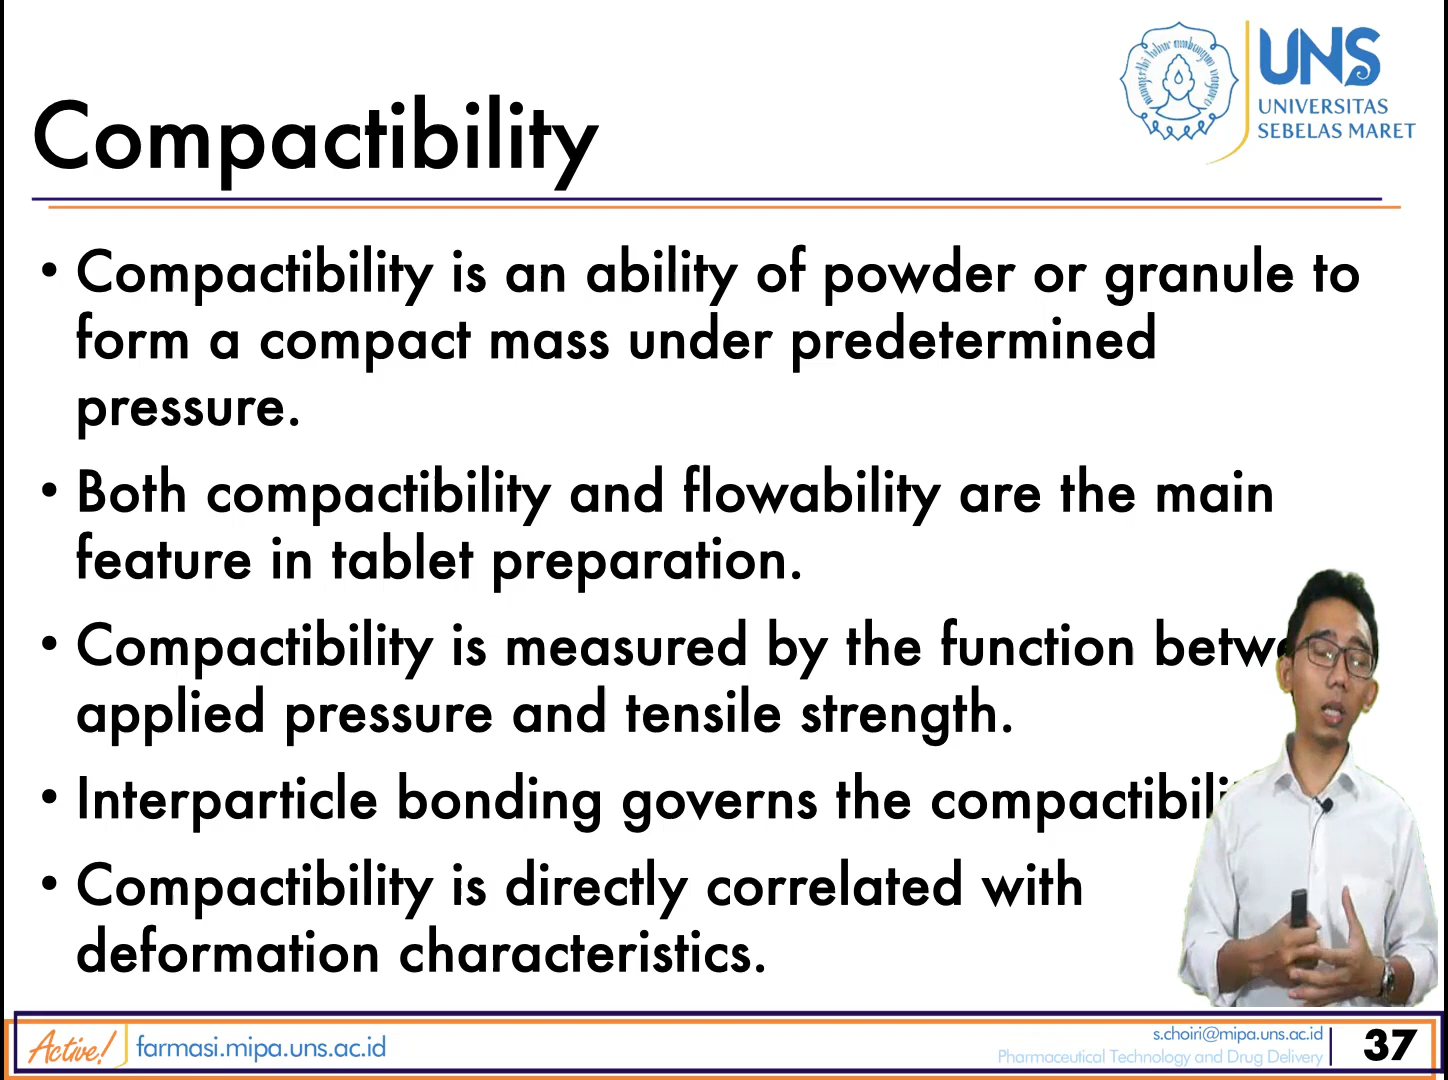 UNS
UNIVERSITAS
SEBELAS MARET
Compactibility
• Compactibility is an ability of powder or granule to
form a compact mass under predetermined
pressure.
• Both compactibility and flowability are the main
feature in tablet preparation.
• Compactibility is measured by the function
applied pressure and tensile strength.
• Interparticle bonding governs the
• Compactibility is directly correlated with
deformation characteristics.
Active!
farmasi.mipa.uns.ac.id
s.choiri@mipa.uns.ac.id
Pharmaceutical Technology and Drug Delivery
37